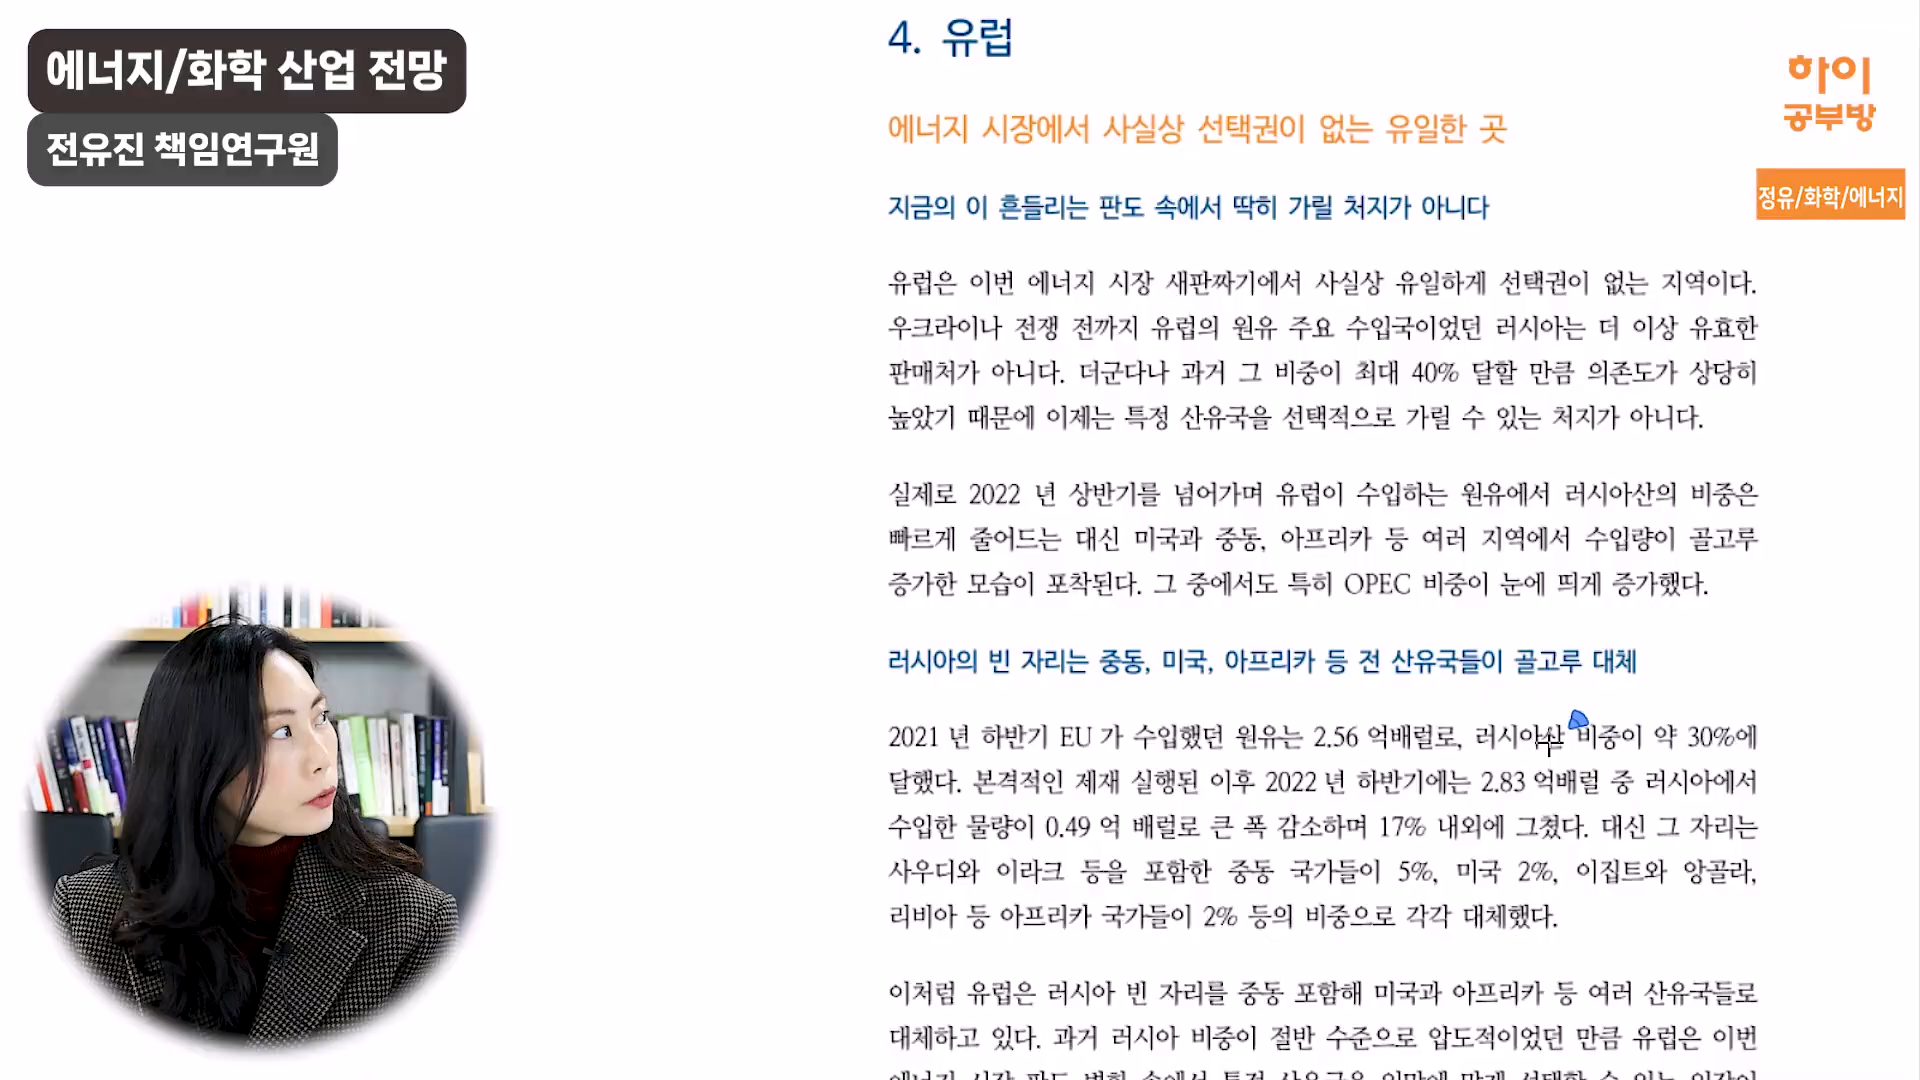 에너지/화학 산업 전망
전유진 책임연구원
하이
공부방
정유/화학/에너지
4. 유럽
에너지 시장에서 사실상 선택권이 없는 유일한 곳
지금의 이 흔들리는 판도 속에서 딱히 가릴 처지가 아니다
유럽은 이번 에너지 시장 새판짜기에서 사실상 유일하게 선택권이 없는 지역이다.
우크라이나 전쟁 전까지 유럽의 원유 주요 수입국이었던 러시아는 더 이상 유효한
판매처가 아니다. 더군다나 과거 그 비중이 최대 40% 달할 만큼 의존도가 상당히
높았기 때문에 이제는 특정 산유국을 선택적으로 가릴 수 있는 처지가 아니다.
실제로 2022 년 상반기를 넘어가며 유럽이 수입하는 원유에서 러시아산의 비중은
빠르게 줄어드는 대신 미국과 중동, 아프리카 등 여러 지역에서 수입량이 골고루
증가한 모습이 포착된다. 그 중에서도 특히 OPEC 비중이 눈에 띄게 증가했다.
러시아의 빈 자리는 중동, 미국, 아프리카 등 전 산유국들이 골고루 대체
2021 년 하반기 EU 가 수입했던 원유는 2.56 억배럴로, 러시아산 비중이 약 30%에
달했다. 본격적인 제재 실행된 이후 2022 년 하반기에는 2.83 억배럴 중 러시아에서
수입한 물량이 0.49 억 배럴로 큰 폭 감소하며 17% 내외에 그쳤다. 대신 그 자리는
사우디와 이라크 등을 포함한 중동 국가들이 5%, 미국 2%, 이집트와 앙골라,
리비아 등 아프리카 국가들이 2% 등의 비중으로 각각 대체했다.
이처럼 유럽은 러시아 빈 자리를 중동 포함해 미국과 아프리카 등 여러 산유국들로
대체하고 있다. 과거 러시아 비중이 절반 수준으로 압도적이었던 만큼 유럽은 이번